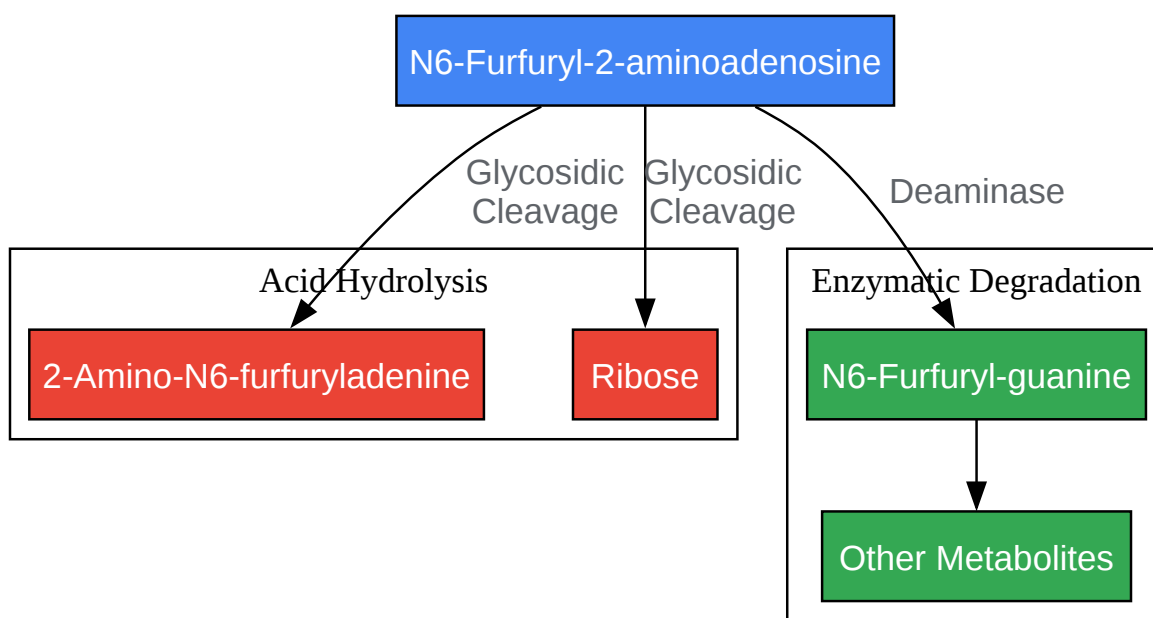 N6-Furfuryl-2-aminoadenosine
Glycosidic
Cleavage
Glycosidic
Cleavage
Deaminase
Acid Hydrolysis
Enzymatic Degradation
2-Amino-N6-furfuryladenine
Ribose
N6-Furfuryl-guanine
Other Metabolites